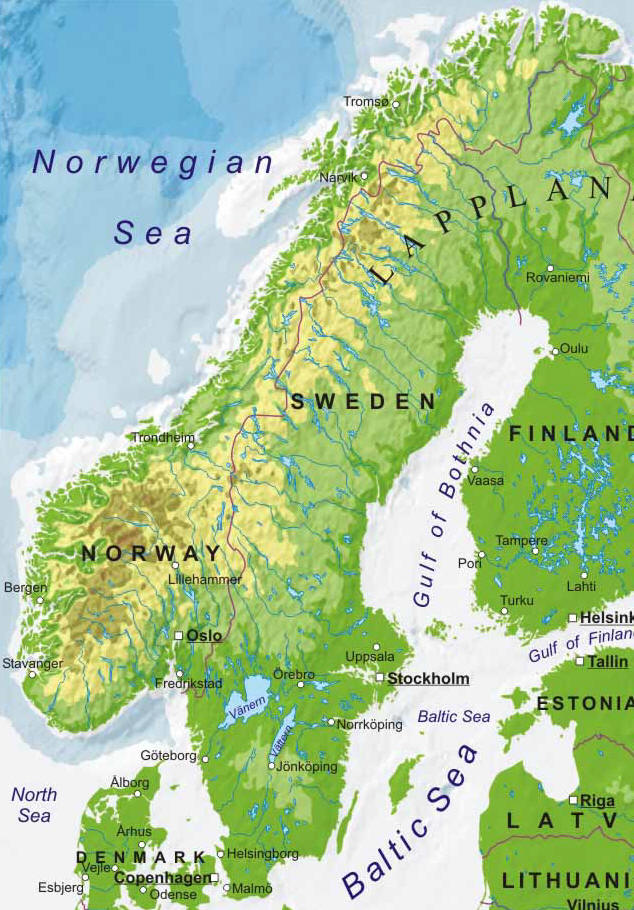 Tromsø
Norwegian
Sea
Narvik
LAPPLAN
Rovaniemi
Oulu
SWEDEN
FINLAND
Gulf of Bothnia
Trondheim
Vaasa
NORWAY
Tampere
Pori
Lillehammer
Bergen
Lahti
Turku
Helsink
Oslo
Gulf of Finlan
Uppsala
Tallin
Stavanger
Fredrikstad
Örebro
Stockholm
ESTONIA
Vänern
Baltic Sea
Norrköping
Vättern
Göteborg
Jönköping
Baltic Sea
Ålborg
North
Sea
Riga
LATV
Århus
DENMARK
Helsingborg
Vejle
Copenhagen
LITHUANI
Esbjerg
Odense
Malmö
Vilnius